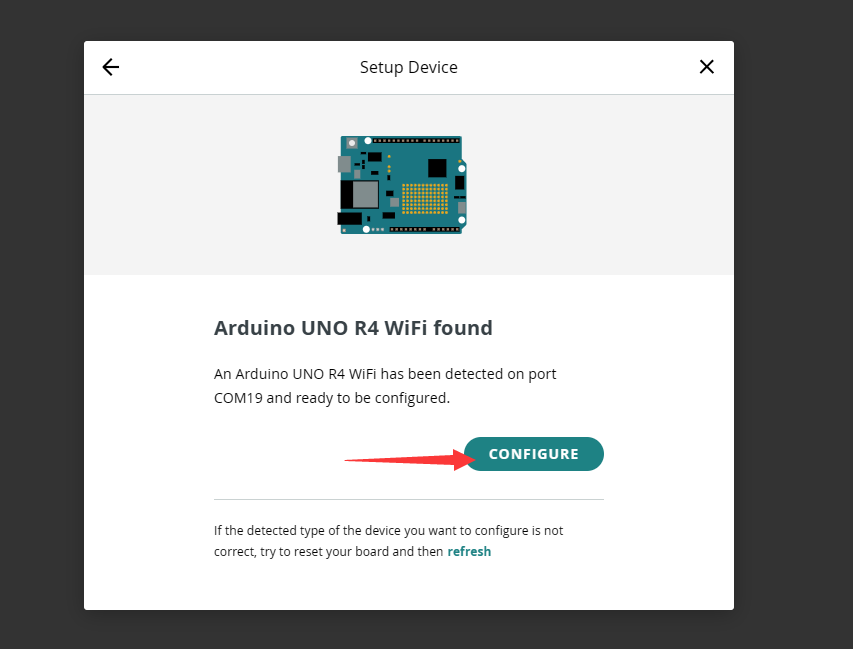 Setup Device
Arduino UNO R4 WiFi found
An Arduino UNO R4 WiFi has been detected on port
COM19 and ready to be configured.
CONFIGURE
If the detected type of the device you want to configure is not
correct, try to reset your board and then refresh